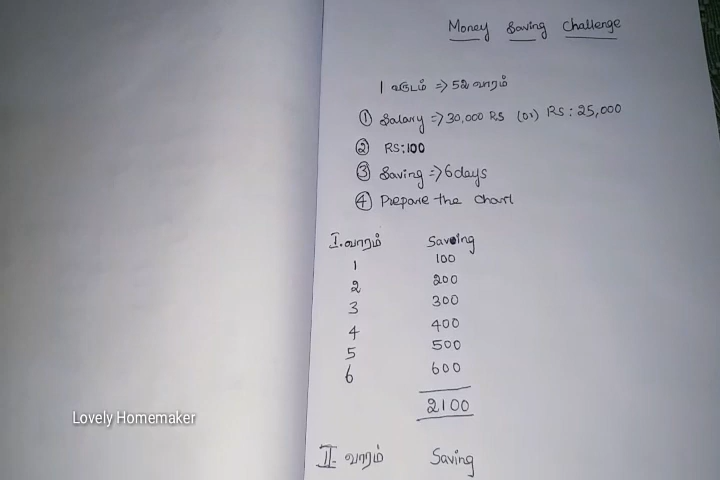 Money Saving Challenge
1 வருடம் => 52 வாரம்
① Salary => 30,000 RS (or) RS: 25,000
② RS:100
③ Saving => 6 days
④ Prepare the Chart
I. வாரம் Saving
1 100
2 200
3 300
4 400
5 500
6 600
2100
Lovely Homemaker
II. வாரம் Saving